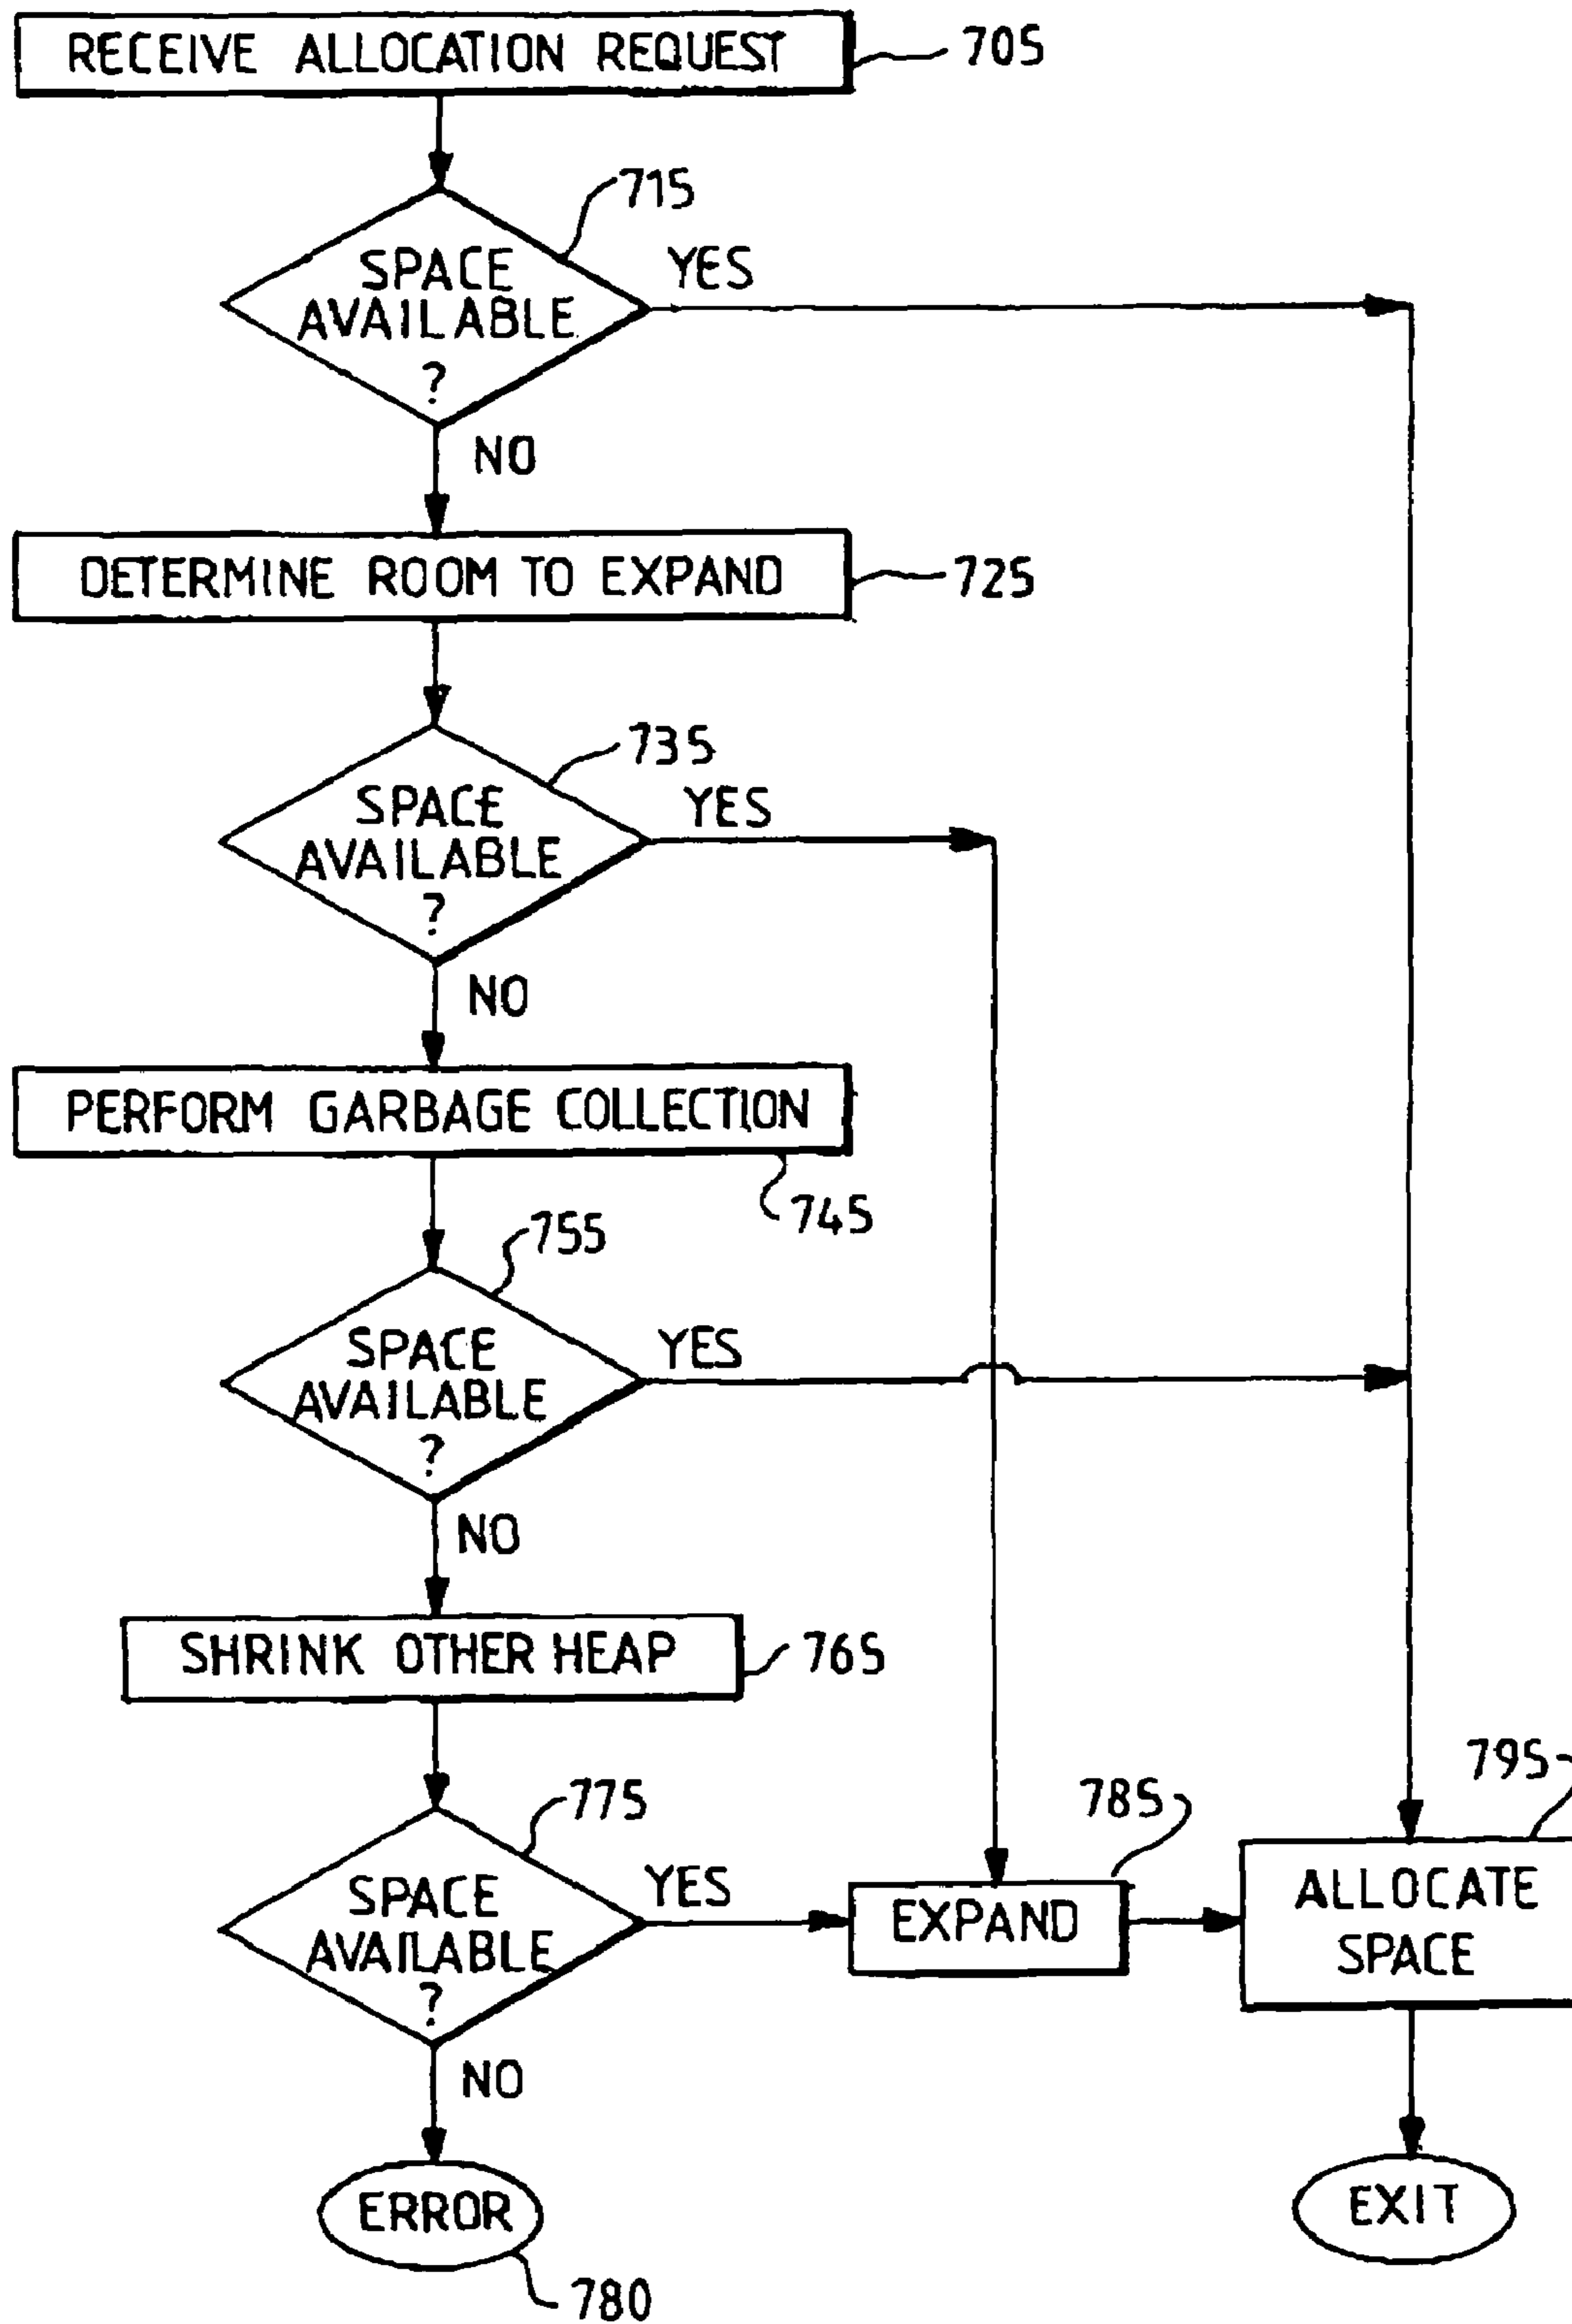 RECEIVE ALLOCATION REQUEST
705
715
SPACE
AVAILABLE
?
YES
NO
DETERMINE ROOM TO EXPAND
725
735
SPACE
AVAILABLE
?
YES
NO
PERFORM GARBAGE COLLECTION
745
755
SPACE
AVAILABLE
?
YES
NO
SHRINK OTHER HEAP
765
775
SPACE
AVAILABLE
?
YES
785
EXPAND
795
ALLOCATE
SPACE
NO
ERROR
780
EXIT